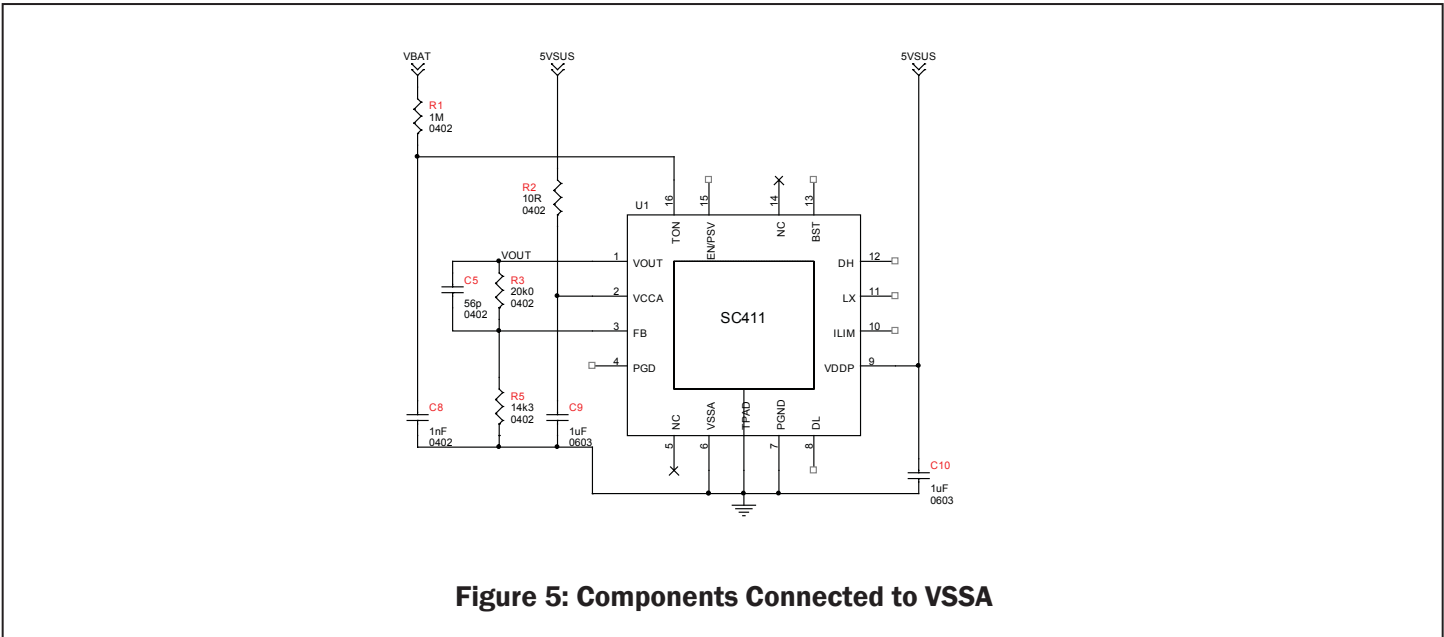 VBAT
5VSUS
5VSUS
R1
1M
0402
R2
10R
0402
U1
16
15
14
13
TON
EN/PSV
NC
BST
VOUT
1
VOUT
DH
12
C5
56p
0402
R3
20k0
0402
2
VCCA
LX
11
SC411
3
FB
ILIM
10
4
PGD
VDDP
9
R5
14k3
0402
C8
1nF
0402
C9
1uF
0603
NC
VSSA
TPAD
PGND
DL
5
6
7
8
C10
1uF
0603
Figure 5: Components Connected to VSSA